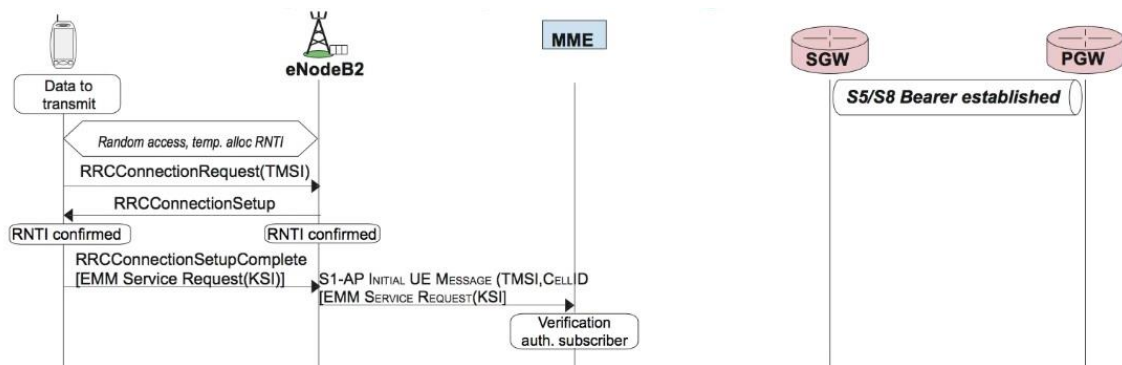 MME
eNodeB2
SGW
PGW
Data to
transmit
S5/S8 Bearer established
Random access, temp. alloc RNTI
RRCConnectionRequest(TMSI)
RRCConnectionSetup
RNTI confirmed
RNTI confirmed
RRCConnectionSetupComplete
[EMM Service Request(KSI)]
S1-AP INITIAL UE MESSAGE (TMSI,CELLID
[EMM SERVICE REQUEST(KSI]
Verification
auth. subscriber